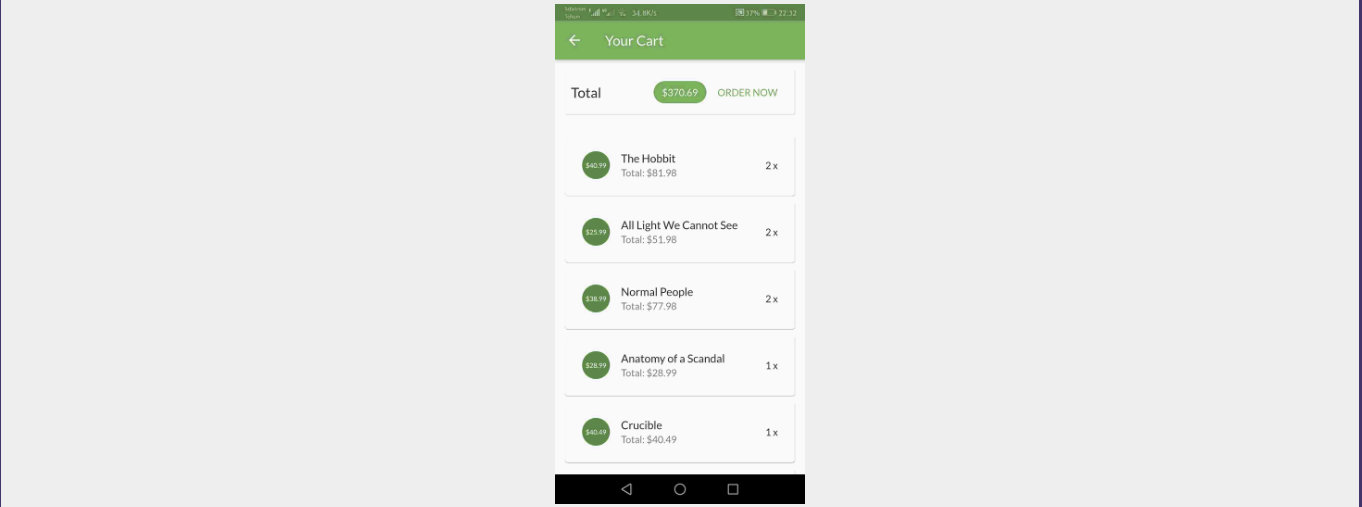 34.8K/s 37% 22:32
Your Cart
Total $370.69 ORDER NOW
The Hobbit
$40.99 2 x
Total: $81.98
All Light We Cannot See
$25.99 2 x
Total: $51.98
Normal People
$38.99 2 x
Total: $77.98
Anatomy of a Scandal
$28.99 1 x
Total: $28.99
Crucible
$40.49 1 x
Total: $40.49